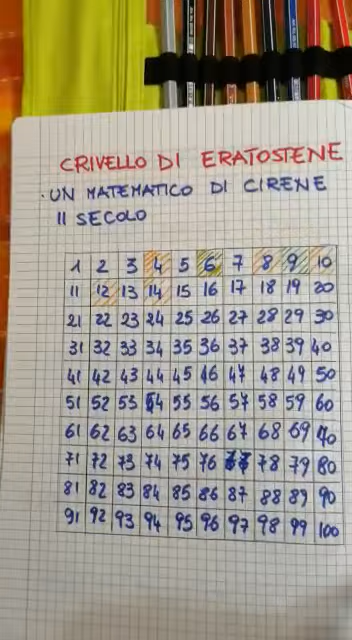 CRIVELLO DI ERATOSTENE
· UN MATEMATICO DI CIRENE
II SECOLO
1 2 3 4 5 6 7 8 9 10
11 12 13 14 15 16 17 18 19 20
21 22 23 24 25 26 27 28 29 30
31 32 33 34 35 36 37 38 39 40
41 42 43 44 45 46 47 48 49 50
51 52 53 54 55 56 57 58 59 60
61 62 63 64 65 66 67 68 69 70
71 72 73 74 75 76 77 78 79 80
81 82 83 84 85 86 87 88 89 90
91 92 93 94 95 96 97 98 99 100